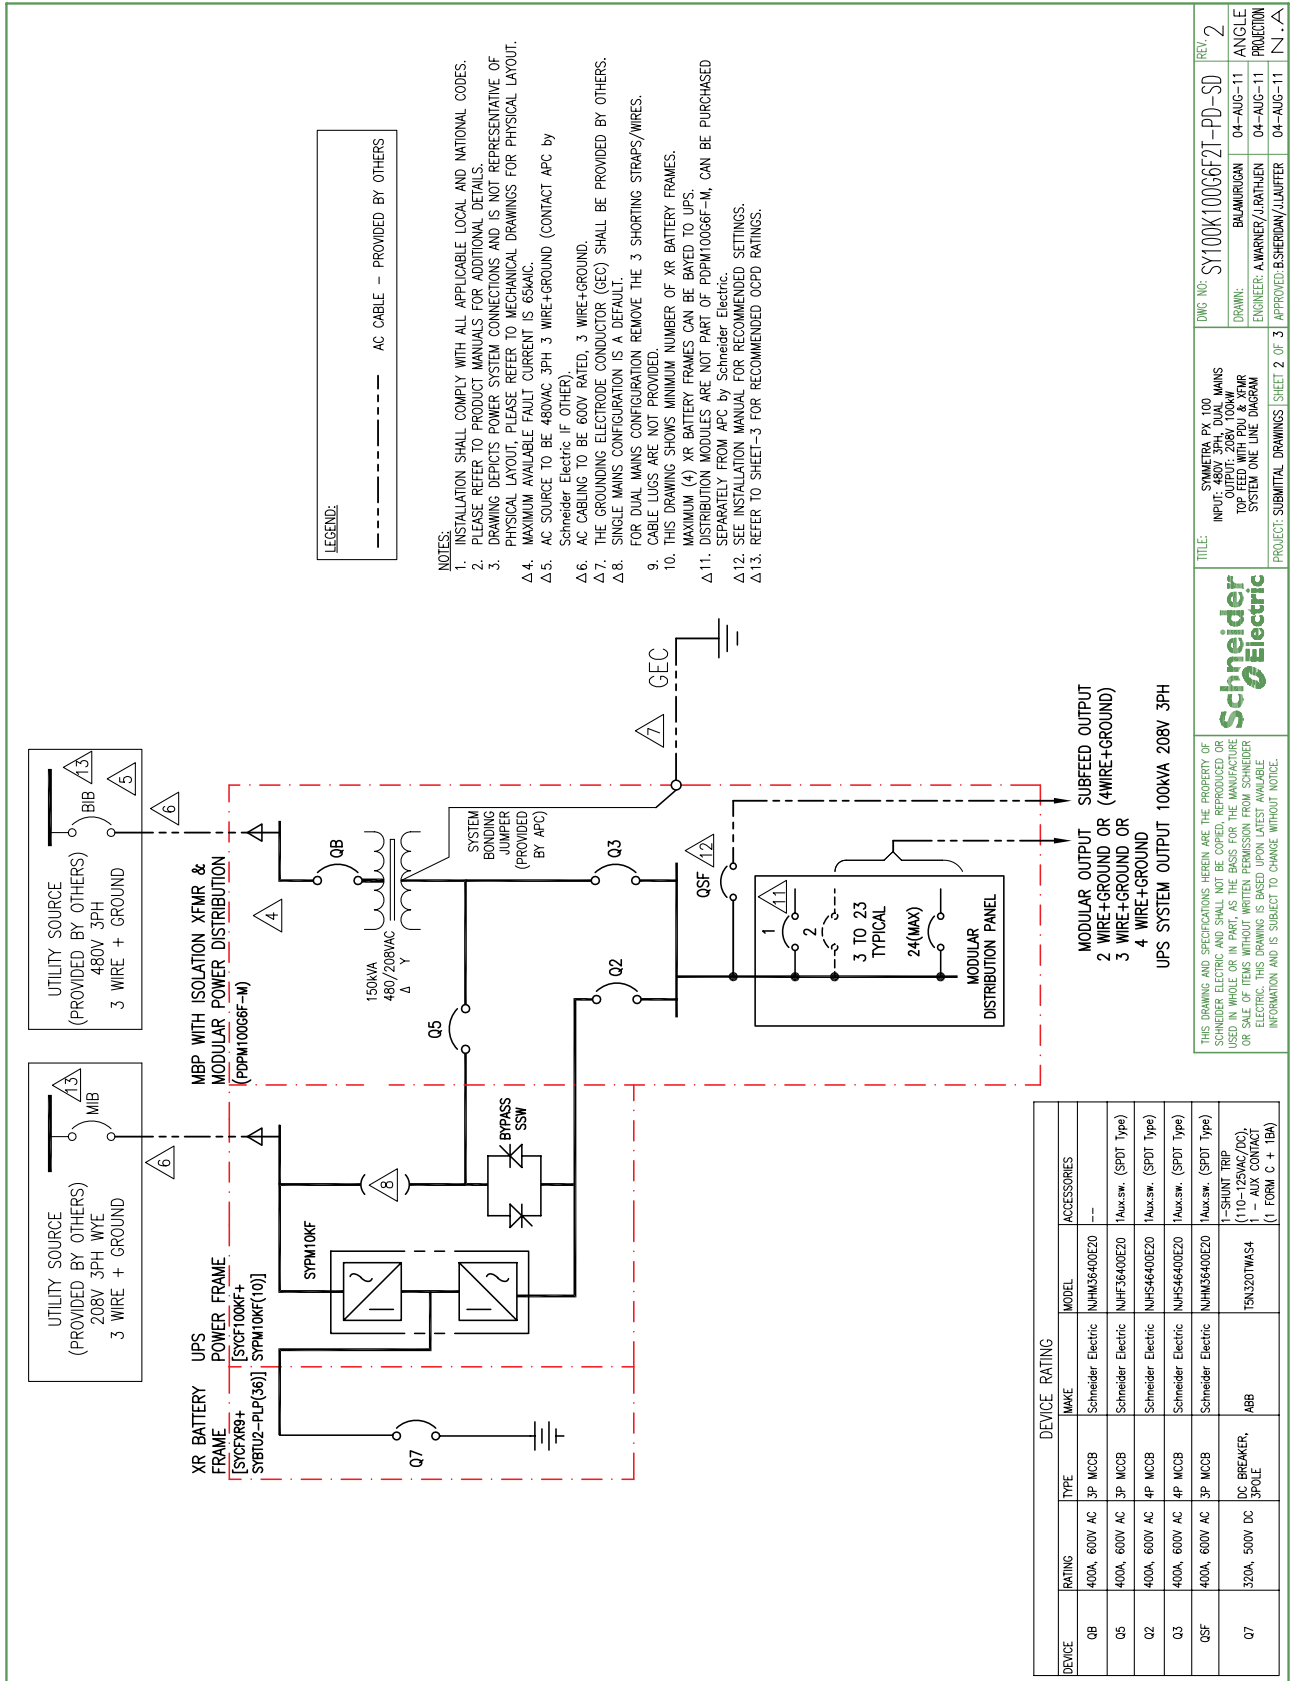 UTILITY SOURCE
(PROVIDED BY OTHERS)
208V 3PH WYE
3 WIRE + GROUND
13
MIB
6
UTILITY SOURCE
(PROVIDED BY OTHERS)
480V 3PH
3 WIRE + GROUND
13
BIB
5
6
XR BATTERY
FRAME
[SYCFXR9+
SYBTU2-PLP(36)]
UPS
POWER FRAME
[SYCF100KF+
SYPM10KF(10)]
MBP WITH ISOLATION XFMR &
MODULAR POWER DISTRIBUTION
(PDPM100G6F-M)
4
QB
150kVA
480/208VAC
Δ Y
SYSTEM
BONDING
JUMPER
(PROVIDED
BY APC)
7
GEC
SYPM10KF
8
BYPASS
SSW
Q7
Q5
Q2
Q3
QSF
12
11
1
2
3 TO 23
TYPICAL
24(MAX)
MODULAR
DISTRIBUTION PANEL
MODULAR OUTPUT
2 WIRE+GROUND OR
3 WIRE+GROUND OR
4 WIRE+GROUND
SUBFEED OUTPUT
(4WIRE+GROUND)
UPS SYSTEM OUTPUT 100kVA 208V 3PH
LEGEND:
AC CABLE - PROVIDED BY OTHERS
NOTES:
1. INSTALLATION SHALL COMPLY WITH ALL APPLICABLE LOCAL AND NATIONAL CODES.
2. PLEASE REFER TO PRODUCT MANUALS FOR ADDITIONAL DETAILS.
3. DRAWING DEPICTS POWER SYSTEM CONNECTIONS AND IS NOT REPRESENTATIVE OF
PHYSICAL LAYOUT, PLEASE REFER TO MECHANICAL DRAWINGS FOR PHYSICAL LAYOUT.
Δ 4. MAXIMUM AVAILABLE FAULT CURRENT IS 65kAIC.
Δ 5. AC SOURCE TO BE 480VAC 3PH 3 WIRE+GROUND (CONTACT APC by
Schneider Electric IF OTHER).
Δ 6. AC CABLING TO BE 600V RATED, 3 WIRE+GROUND.
Δ 7. THE GROUNDING ELECTRODE CONDUCTOR (GEC) SHALL BE PROVIDED BY OTHERS.
Δ 8. SINGLE MAINS CONFIGURATION IS A DEFAULT.
FOR DUAL MAINS CONFIGURATION REMOVE THE 3 SHORTING STRAPS/WIRES.
9. CABLE LUGS ARE NOT PROVIDED.
10. THIS DRAWING SHOWS MINIMUM NUMBER OF XR BATTERY FRAMES.
MAXIMUM (4) XR BATTERY FRAMES CAN BE BAYED TO UPS.
Δ 11. DISTRIBUTION MODULES ARE NOT PART OF PDPM100G6F-M, CAN BE PURCHASED
SEPARATELY FROM APC by Schneider Electric.
Δ 12. SEE INSTALLATION MANUAL FOR RECOMMENDED SETTINGS.
Δ 13. REFER TO SHEET-3 FOR RECOMMENDED OCPD RATINGS.
DEVICE RATING
DEVICE RATING TYPE MAKE MODEL ACCESSORIES
QB 400A, 600V AC 3P MCCB Schneider Electric NJHM36400E20 --
Q5 400A, 600V AC 3P MCCB Schneider Electric NJHF36400E20 1Aux.sw. (SPDT Type)
Q2 400A, 600V AC 4P MCCB Schneider Electric NJHS46400E20 1Aux.sw. (SPDT Type)
Q3 400A, 600V AC 4P MCCB Schneider Electric NJHS46400E20 1Aux.sw. (SPDT Type)
QSF 400A, 600V AC 3P MCCB Schneider Electric NJHM36400E20 1Aux.sw. (SPDT Type)
Q7 320A, 500V DC DC BREAKER, 3POLE ABB T5N320TWAS4 1-SHUNT TRIP
(110-125VAC/DC),
1 - AUX CONTACT
(1 FORM C + 1BA)
THIS DRAWING AND SPECIFICATIONS HEREIN ARE THE PROPERTY OF
SCHNEIDER ELECTRIC AND SHALL NOT BE COPIED, REPRODUCED OR
USED IN WHOLE OR IN PART, AS THE BASIS FOR THE MANUFACTURE
OR SALE OF ITEMS WITHOUT WRITTEN PERMISSION FROM SCHNEIDER
ELECTRIC. THIS DRAWING IS BASED UPON LATEST AVAILABLE
INFORMATION AND IS SUBJECT TO CHANGE WITHOUT NOTICE.
Schneider
Electric
TITLE: SYMMETRA PX 100
INPUT: 480V 3PH, DUAL MAINS
OUTPUT: 208V 100kW
TOP FEED WITH PDU & XFMR
SYSTEM ONE LINE DIAGRAM
PROJECT: SUBMITTAL DRAWINGS SHEET 2 OF 3
DWG NO: SY100K100G6F2T-PD-SD REV: 2
DRAWN: BALAMURUGAN 04-AUG-11 ANGLE
ENGINEER: A.WARNER/J.RATHJEN 04-AUG-11 PROJECTION
APPROVED: B.SHERIDAN/J.LAUFFER 04-AUG-11 N.A